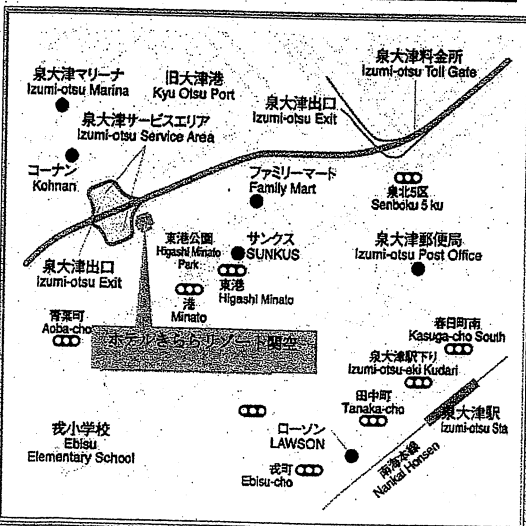 泉大津マリーナ
Izumi-otsu Marina
旧大津港
Kyu Otsu Port
泉大津料金所
Izumi-otsu Toll Gate
泉大津出口
Izumi-otsu Exit
泉大津サービスエリア
Izumi-otsu Service Area
コーナン
Kohnan
ファミリーマード
Family Mart
泉北5区
Senboku 5 ku
東港公園
Higashi Minato
Park
サンクス
SUNKUS
泉大津郵便局
Izumi-otsu Post Office
泉大津出口
Izumi-otsu Exit
港
Minato
東港
Higashi Minato
青葉町
Aoba-cho
ホテルきららリゾート関空
春日町南
Kasuga-cho South
泉大津駅下り
Izumi-otsu-eki Kudari
田中町
Tanaka-cho
泉大津駅
Izumi-otsu Sta
戎小学校
Ebisu
Elementary School
ローソン
LAWSON
戎町
Ebisu-cho
南海本線
Nankai Honsen